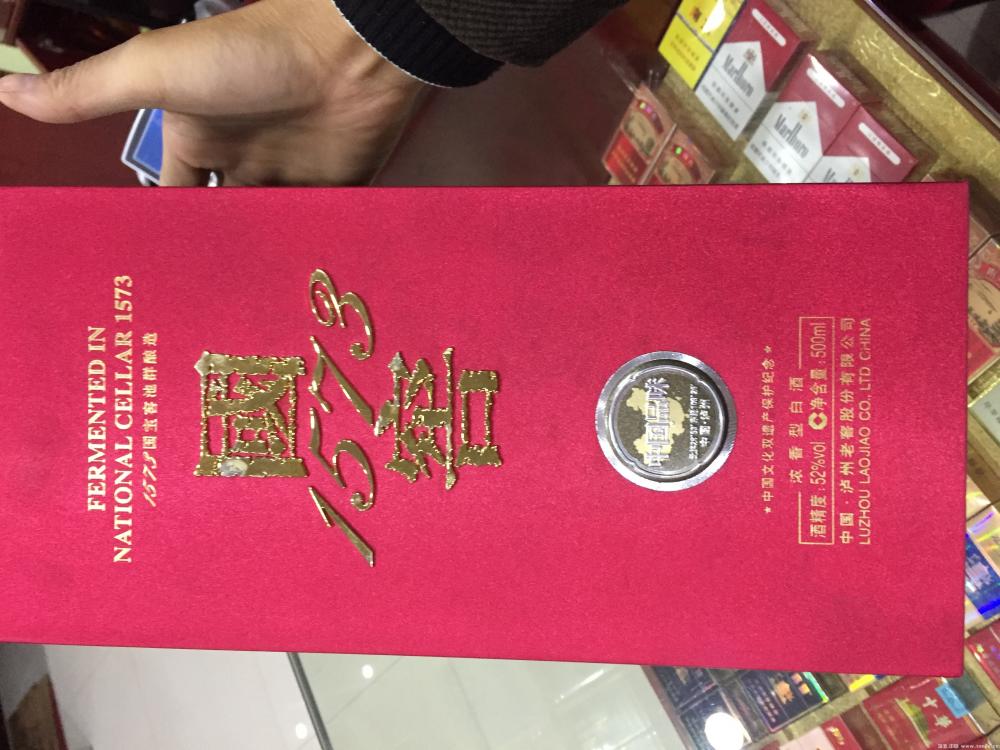 FERMENTED IN
NATIONAL CELLAR 1573
1573国宝窖池群酿造
國
1573
窖
中国品味
中国·泸州
★中国文化双遗产保护纪念★
浓香型白酒
酒精度:52%vol 净含量:500ml
中国·泸州老窖股份有限公司
LUZHOU LAOJIAO CO., LTD. CHINA
Marlboro
Marlboro